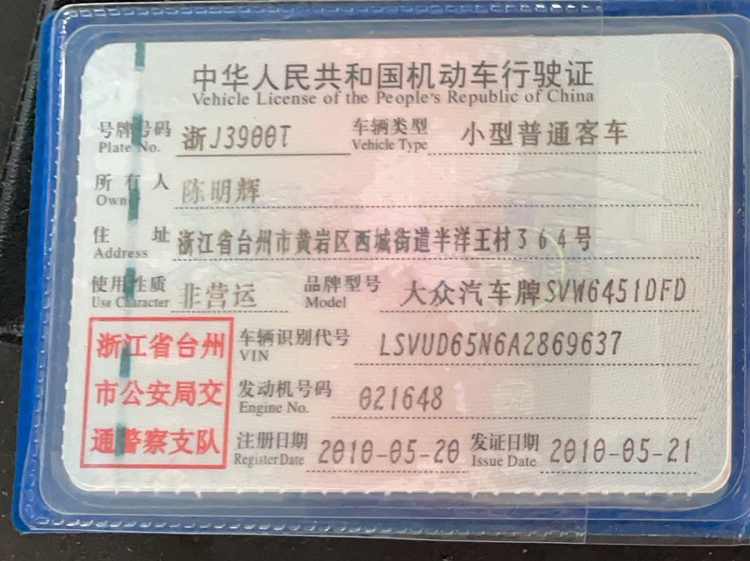 中华人民共和国机动车行驶证
Vehicle License of the People's Republic of China
号牌号码 浙J3900T 车辆类型 小型普通客车
Plate No. Vehicle Type
所有人 陈明辉
Owner
住址 浙江省台州市黄岩区西城街道半洋王村364号
Address
使用性质 非营运 品牌型号 大众汽车牌SVW6451DFD
Use Character Model
浙江省台州 车辆识别代号 LSVUD65N6A2869637
VIN
市公安局交 发动机号码 021648
Engine No.
通警察支队 注册日期 2010-05-20 发证日期 2010-05-21
Register Date Issue Date